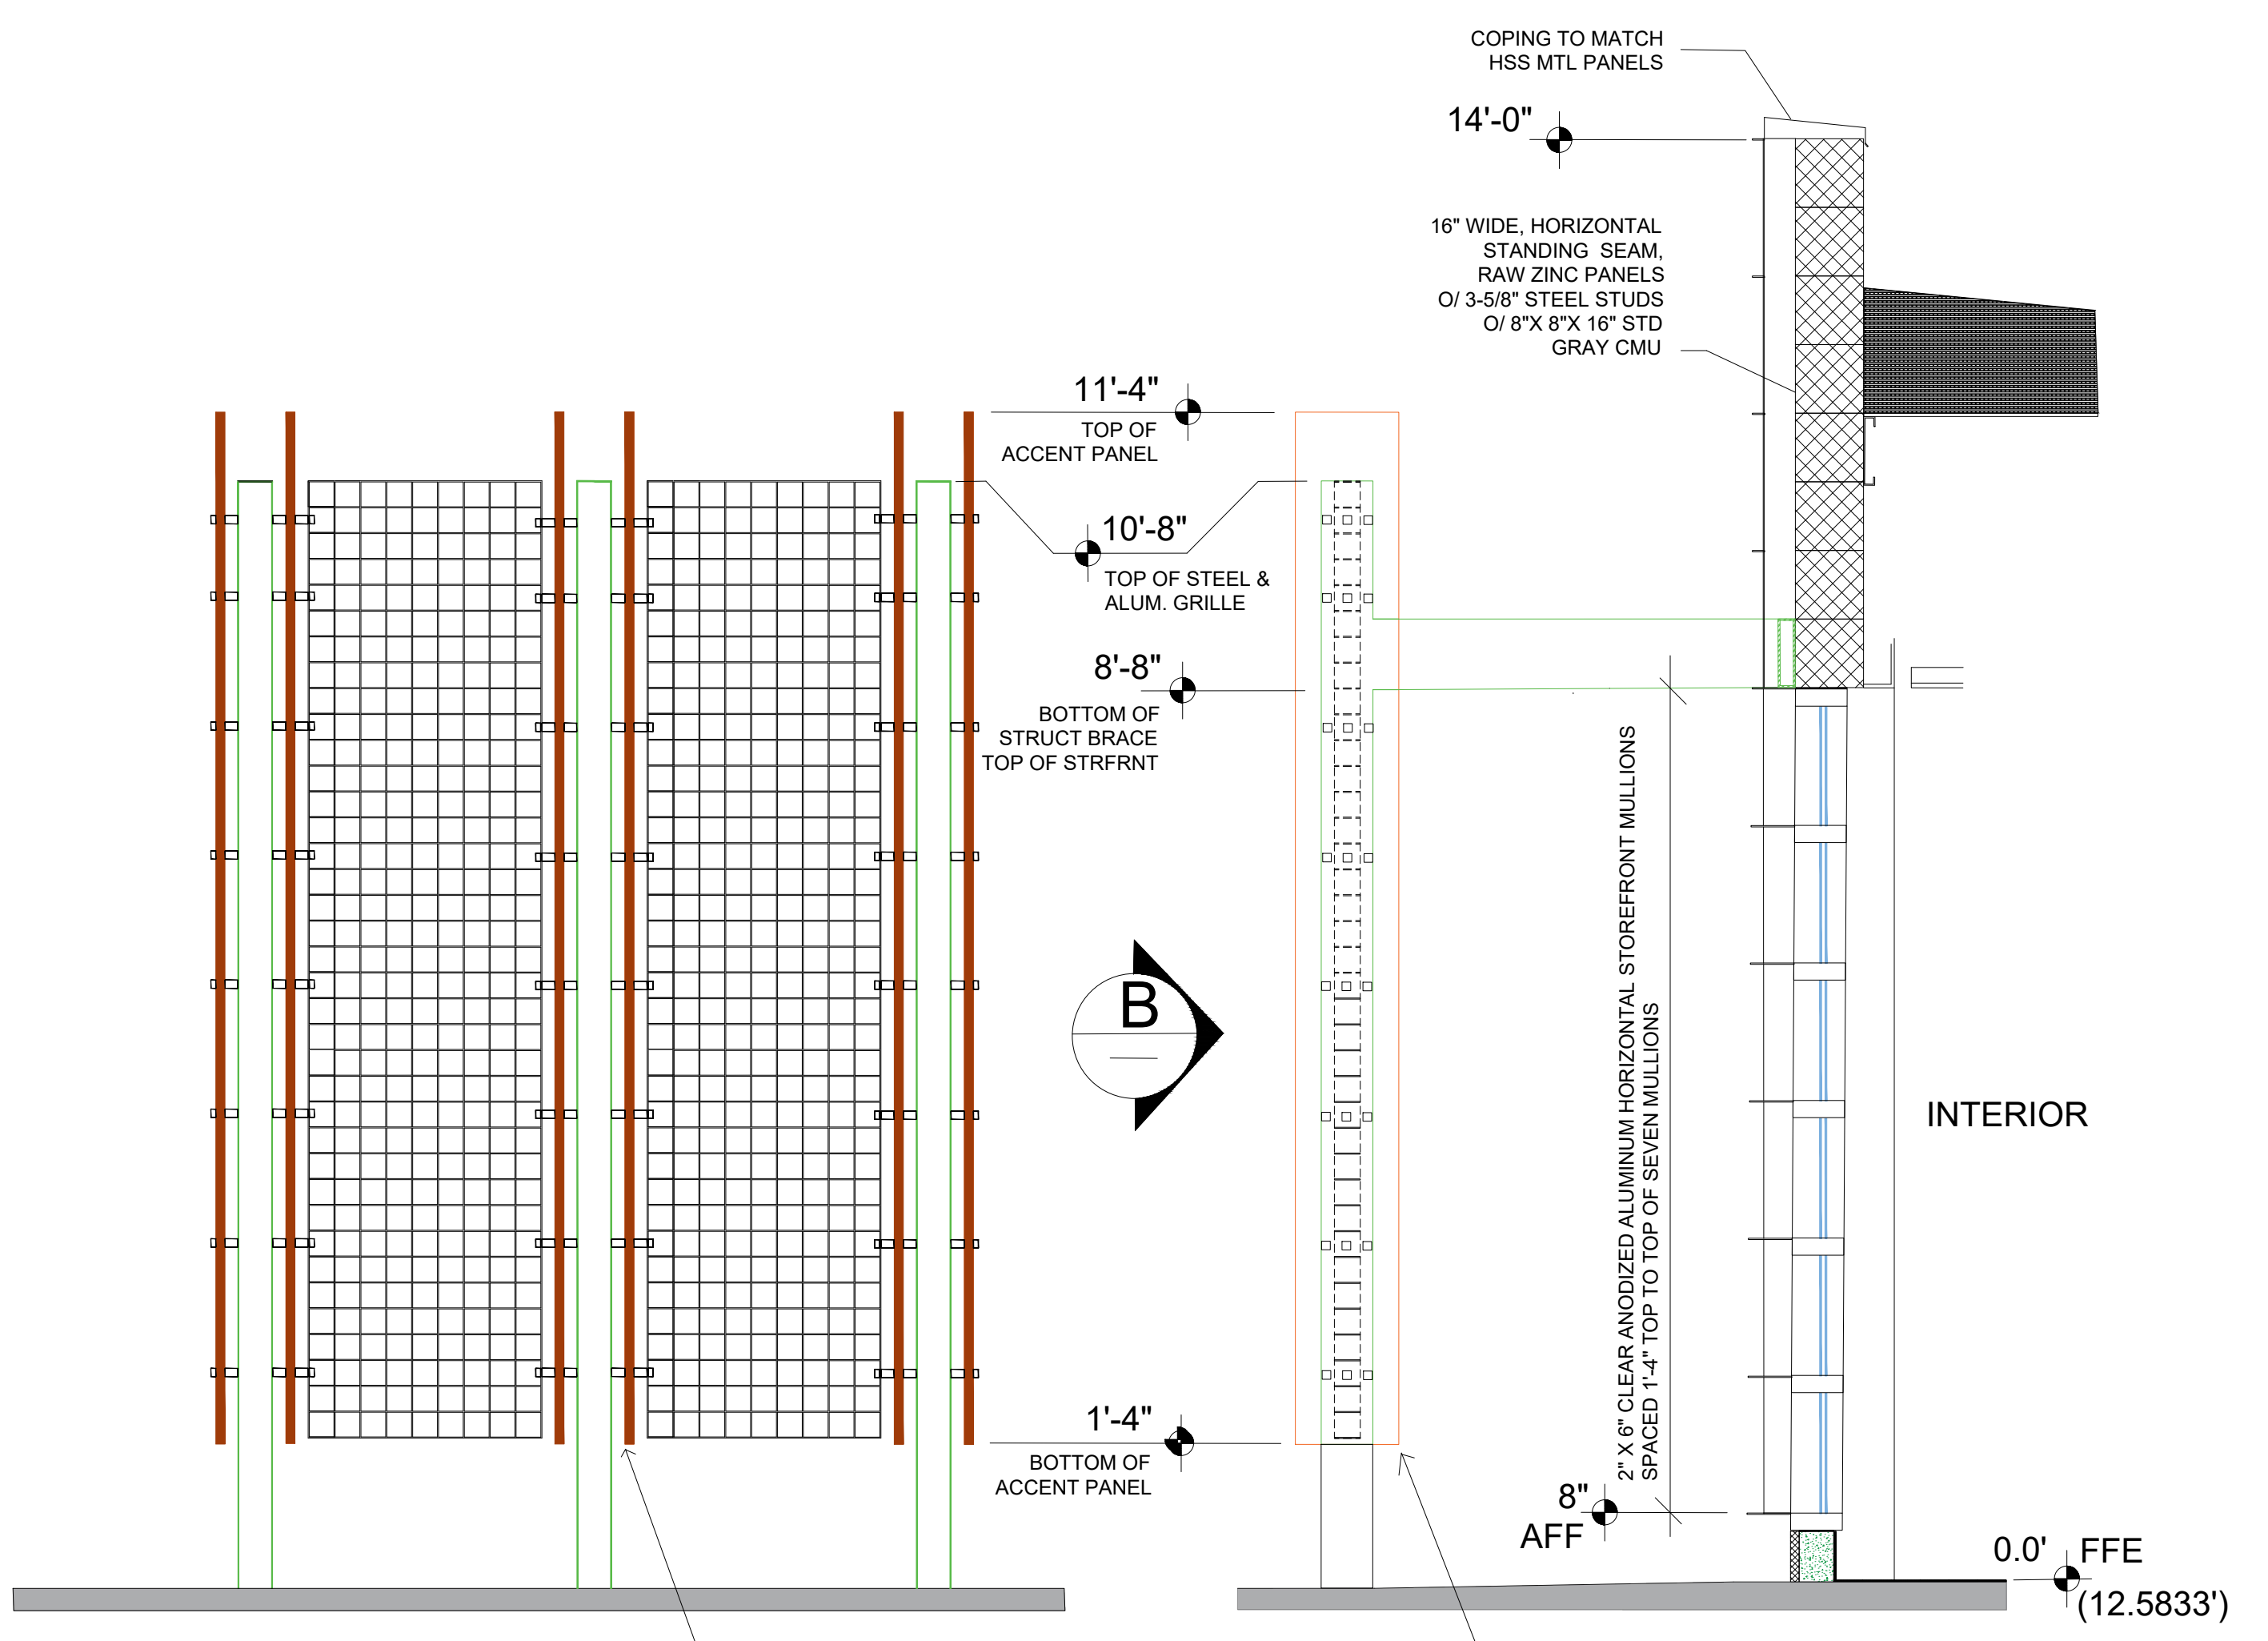 COPING TO MATCH
HSS MTL PANELS
14'-0"
16" WIDE, HORIZONTAL
STANDING SEAM,
RAW ZINC PANELS
O/ 3-5/8" STEEL STUDS
O/ 8"X 8"X 16" STD
GRAY CMU
11'-4"
TOP OF
ACCENT PANEL
10'-8"
TOP OF STEEL &
ALUM. GRILLE
8'-8"
BOTTOM OF
STRUCT BRACE
TOP OF STRFRNT
2" X 6" CLEAR ANODIZED ALUMINUM HORIZONTAL STOREFRONT MULLIONS
SPACED 1'-4" TOP TO TOP OF SEVEN MULLIONS
B
INTERIOR
1'-4"
BOTTOM OF
ACCENT PANEL
8"
AFF
0.0' FFE
(12.5833')